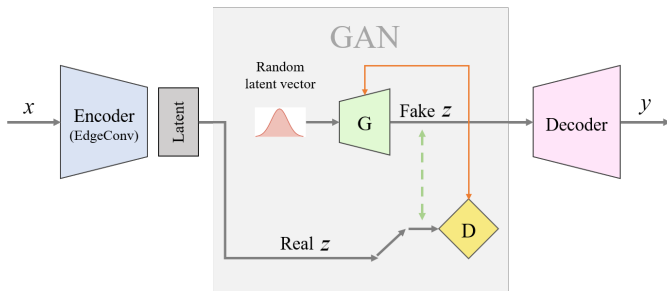 GAN
Random
latent vector
x
Encoder
(EdgeConv)
Latent
G
Fake z
Decoder
y
D
Real z